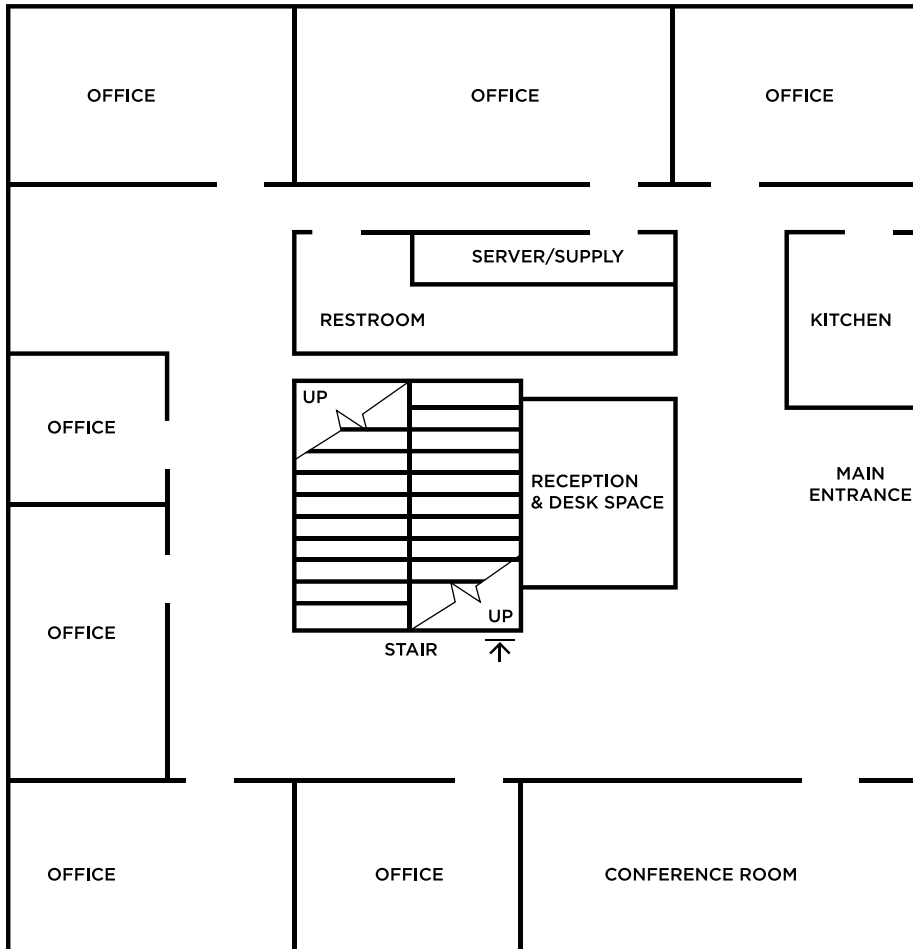 OFFICE
OFFICE
OFFICE
SERVER/SUPPLY
RESTROOM
KITCHEN
UP
OFFICE
RECEPTION
& DESK SPACE
MAIN
ENTRANCE
UP
OFFICE
STAIR
OFFICE
OFFICE
CONFERENCE ROOM